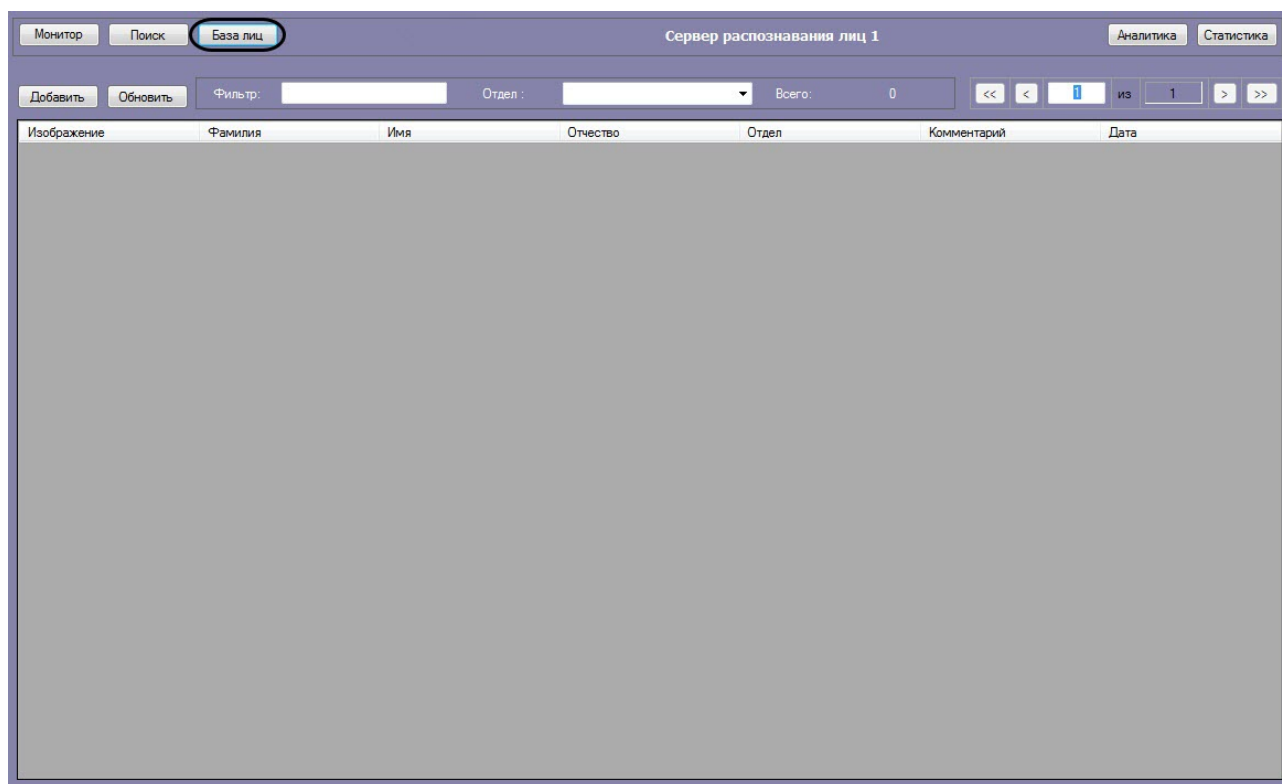 Монитор Поиск База лиц Сервер распознавания лиц 1 Аналитика Статистика
Добавить Обновить Фильтр: Отдел : Всего: 0 << < 1 из 1 > >>
Изображение Фамилия Имя Отчество Отдел Комментарий Дата